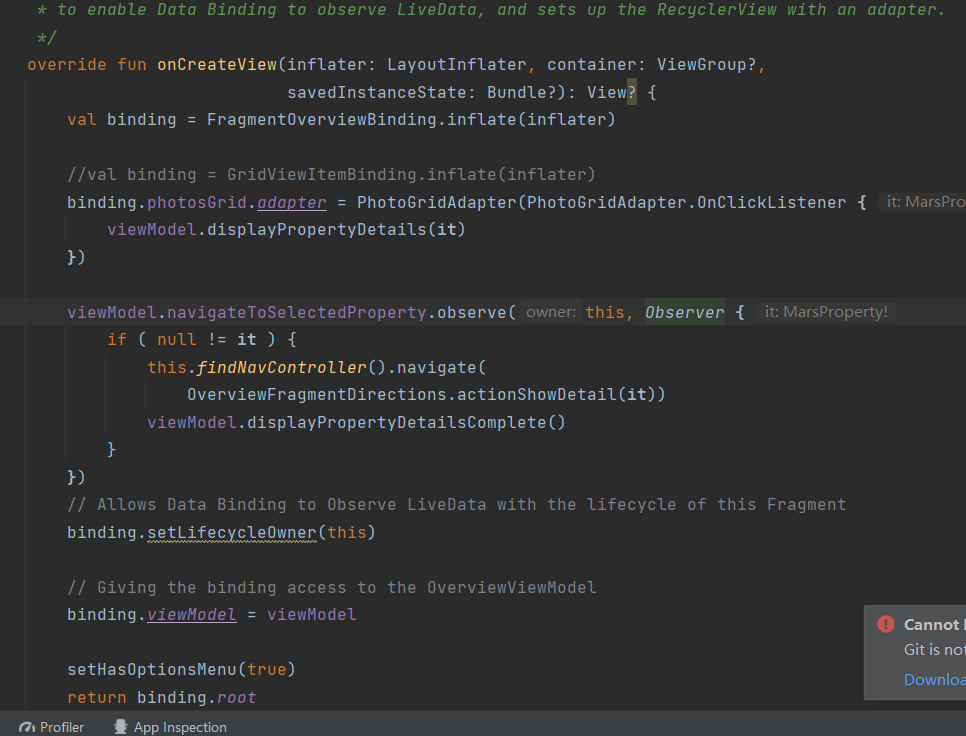 * to enable Data Binding to observe LiveData, and sets up the RecyclerView with an adapter.
*/
override fun onCreateView(inflater: LayoutInflater, container: ViewGroup?,
savedInstanceState: Bundle?): View? {
val binding = FragmentOverviewBinding.inflate(inflater)
//val binding = GridViewItemBinding.inflate(inflater)
binding.photosGrid.adapter = PhotoGridAdapter(PhotoGridAdapter.OnClickListener { it: MarsPro
viewModel.displayPropertyDetails(it)
})
viewModel.navigateToSelectedProperty.observe( owner: this, Observer { it: MarsProperty!
if ( null != it ) {
this.findNavController().navigate(
OverviewFragmentDirections.actionShowDetail(it))
viewModel.displayPropertyDetailsComplete()
}
})
// Allows Data Binding to Observe LiveData with the lifecycle of this Fragment
binding.setLifecycleOwner(this)
// Giving the binding access to the OverviewViewModel
binding.viewModel = viewModel
Cannot
Git is not
setHasOptionsMenu(true)
Downloa
return binding.root
Profiler App Inspection